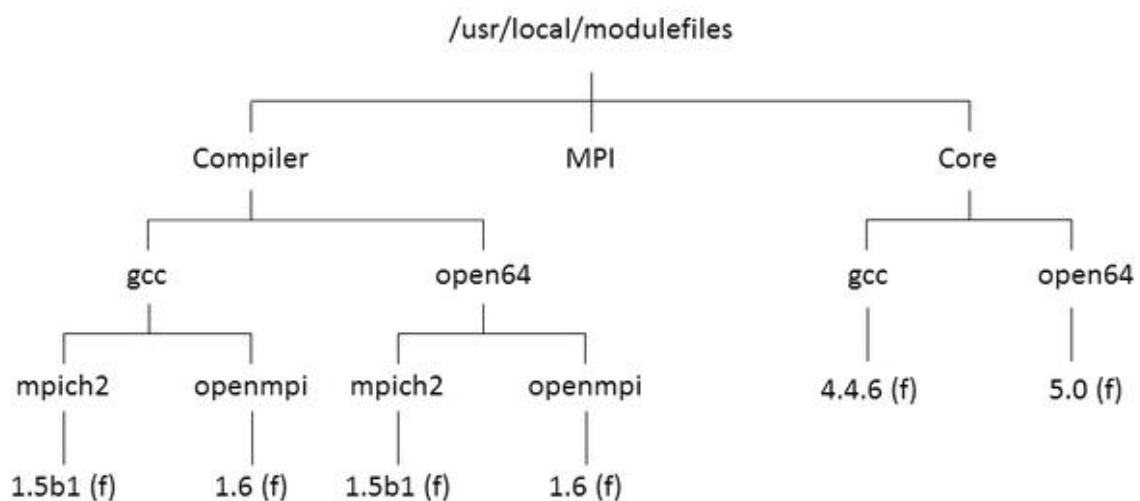 /usr/local/modulefiles
Compiler MPI Core
gcc open64 gcc open64
mpich2 openmpi mpich2 openmpi 4.4.6 (f) 5.0 (f)
1.5b1 (f) 1.6 (f) 1.5b1 (f) 1.6 (f)